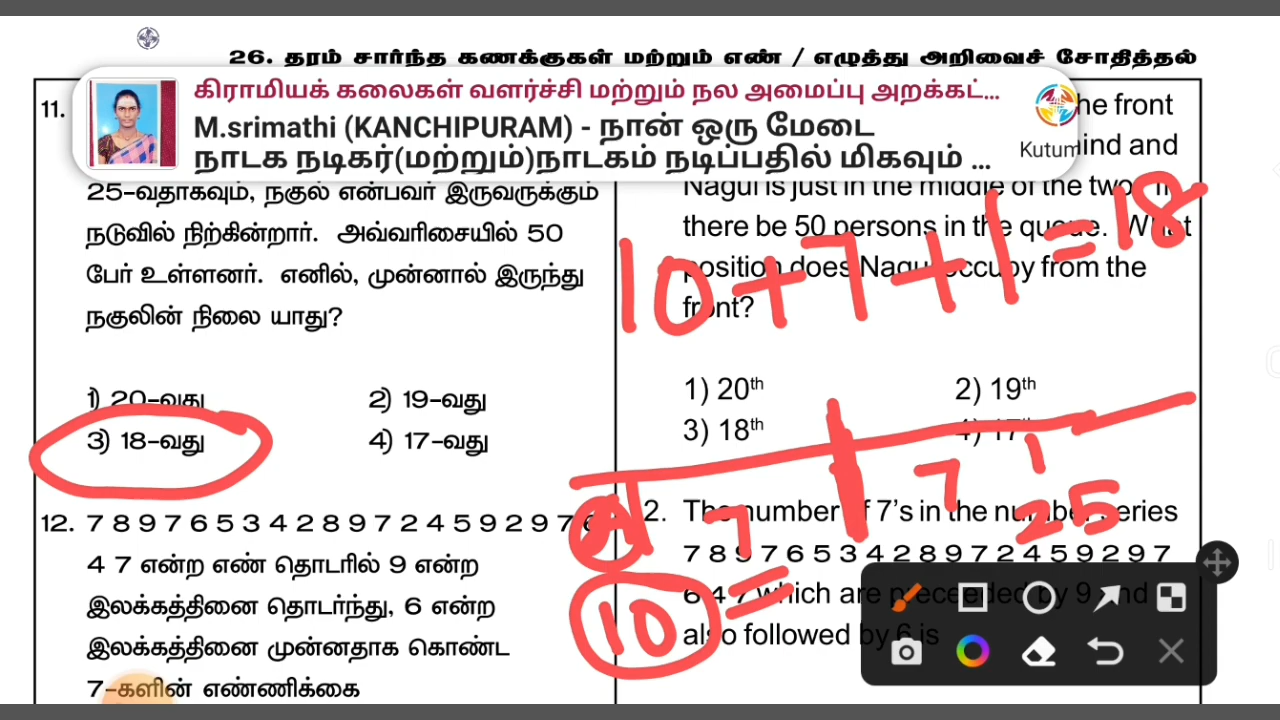 26. தரம் சார்ந்த கணக்குகள் மற்றும் எண் / எழுத்து அறிவைச் சோதித்தல்
கிராமியக் கலைகள் வளர்ச்சி மற்றும் நல அமைப்பு அறக்கட்...
M.srimathi (KANCHIPURAM) - நான் ஒரு மேடை
நாடக நடிகர்(மற்றும்)நாடகம் நடிப்பதில் மிகவும் ...
Kutum
11.
25-வதாகவும், நகுல் என்பவர் இருவருக்கும்
நடுவில் நிற்கின்றார். அவ்வரிசையில் 50
பேர் உள்ளனர். எனில், முன்னால் இருந்து
நகுலின் நிலை யாது?
1) 20-வது 2) 19-வது
3) 18-வது 4) 17-வது
12. 7 8 9 7 6 5 3 4 2 8 9 7 2 4 5 9 2 9 7 6
4 7 என்ற எண் தொடரில் 9 என்ற
இலக்கத்தினை தொடர்ந்து, 6 என்ற
இலக்கத்தினை முன்னதாக கொண்ட
7-களின் எண்ணிக்கை
he front
ind and
Nagul is just in the middle of the two. If
there be 50 persons in the queue. What
position does Nagul occupy from the
front?
10+7+1=18
1) 20th 2) 19th
3) 18th 4) 17th
7 7 1
25
10 =
2. The number of 7's in the number series
7 8 9 7 6 5 3 4 2 8 9 7 2 4 5 9 2 9 7
6 4 7 which are preceeded by 9 and
also followed by 6 is